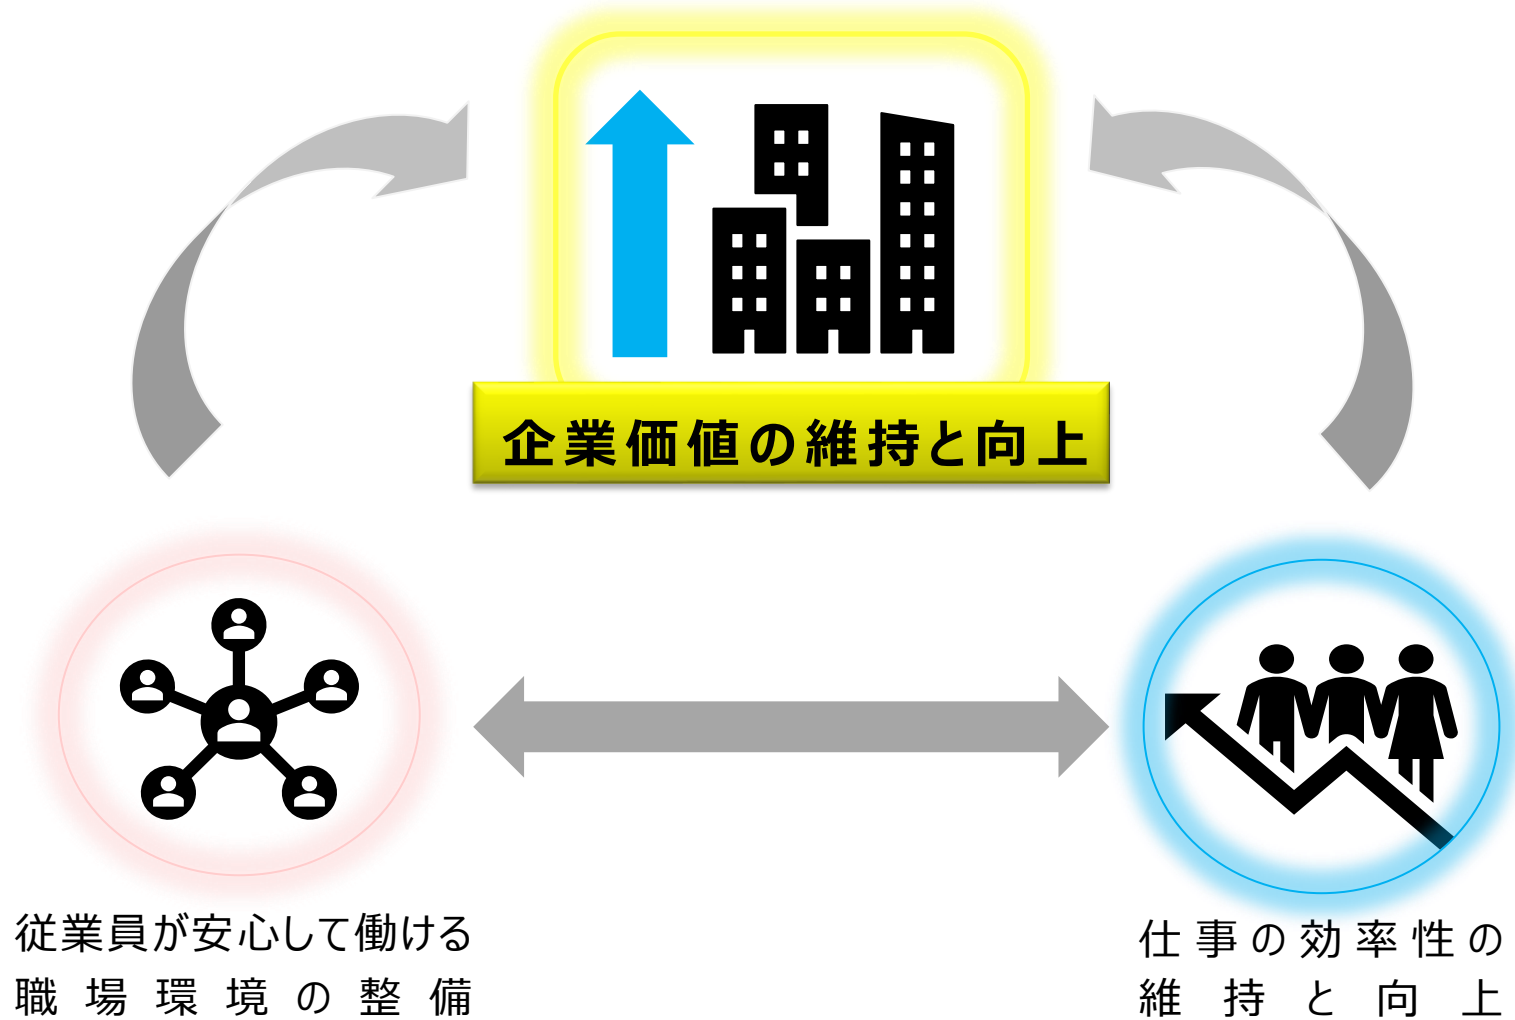 企業価値の維持と向上
従業員が安心して働ける
職場環境の整備
仕事の効率性の
維持と向上